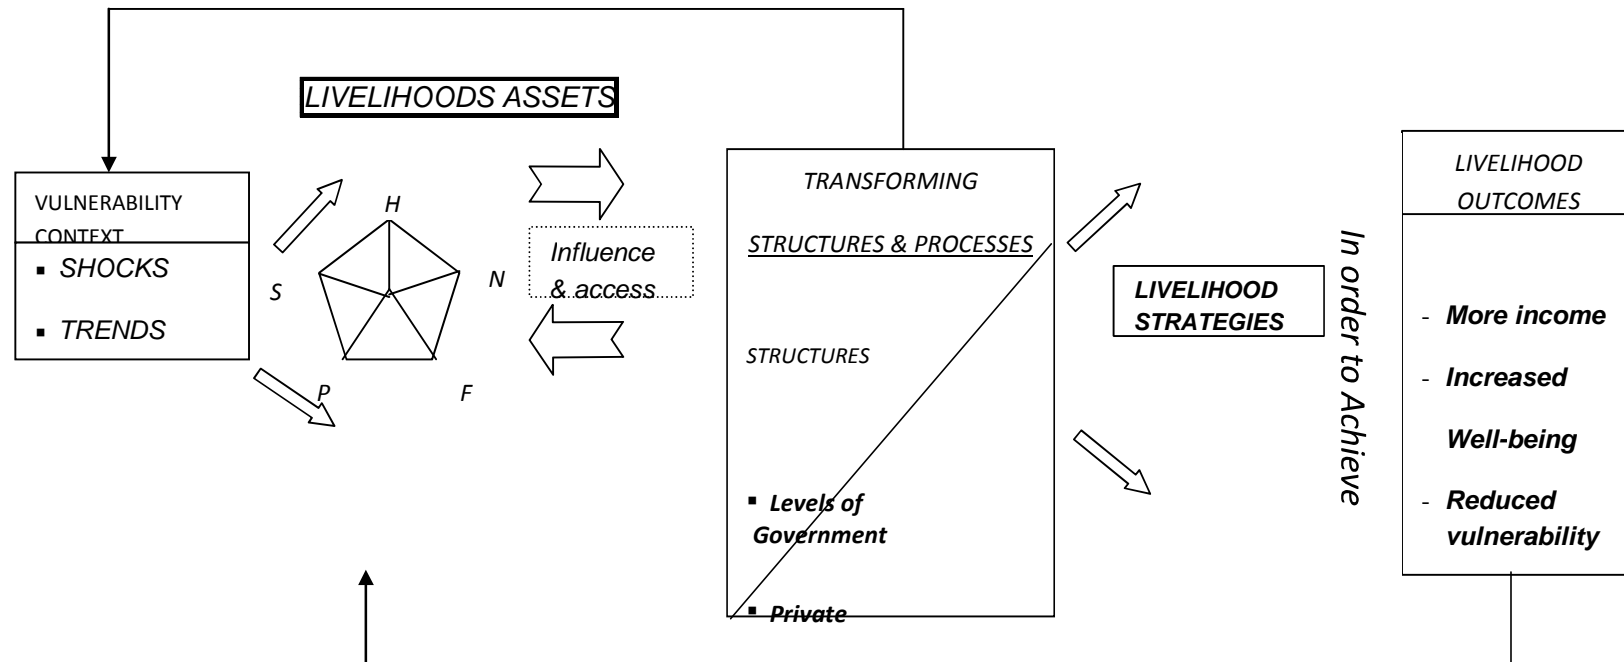 LIVELIHOODS ASSETS
VULNERABILITY
CONTEXT
▪ SHOCKS
▪ TRENDS
H
S
N
P
F
Influence
& access
TRANSFORMING
STRUCTURES & PROCESSES
STRUCTURES
▪ Levels of
Government
▪ Private
LIVELIHOOD
STRATEGIES
In order to Achieve
LIVELIHOOD
OUTCOMES
- More income
- Increased
Well-being
- Reduced
vulnerability